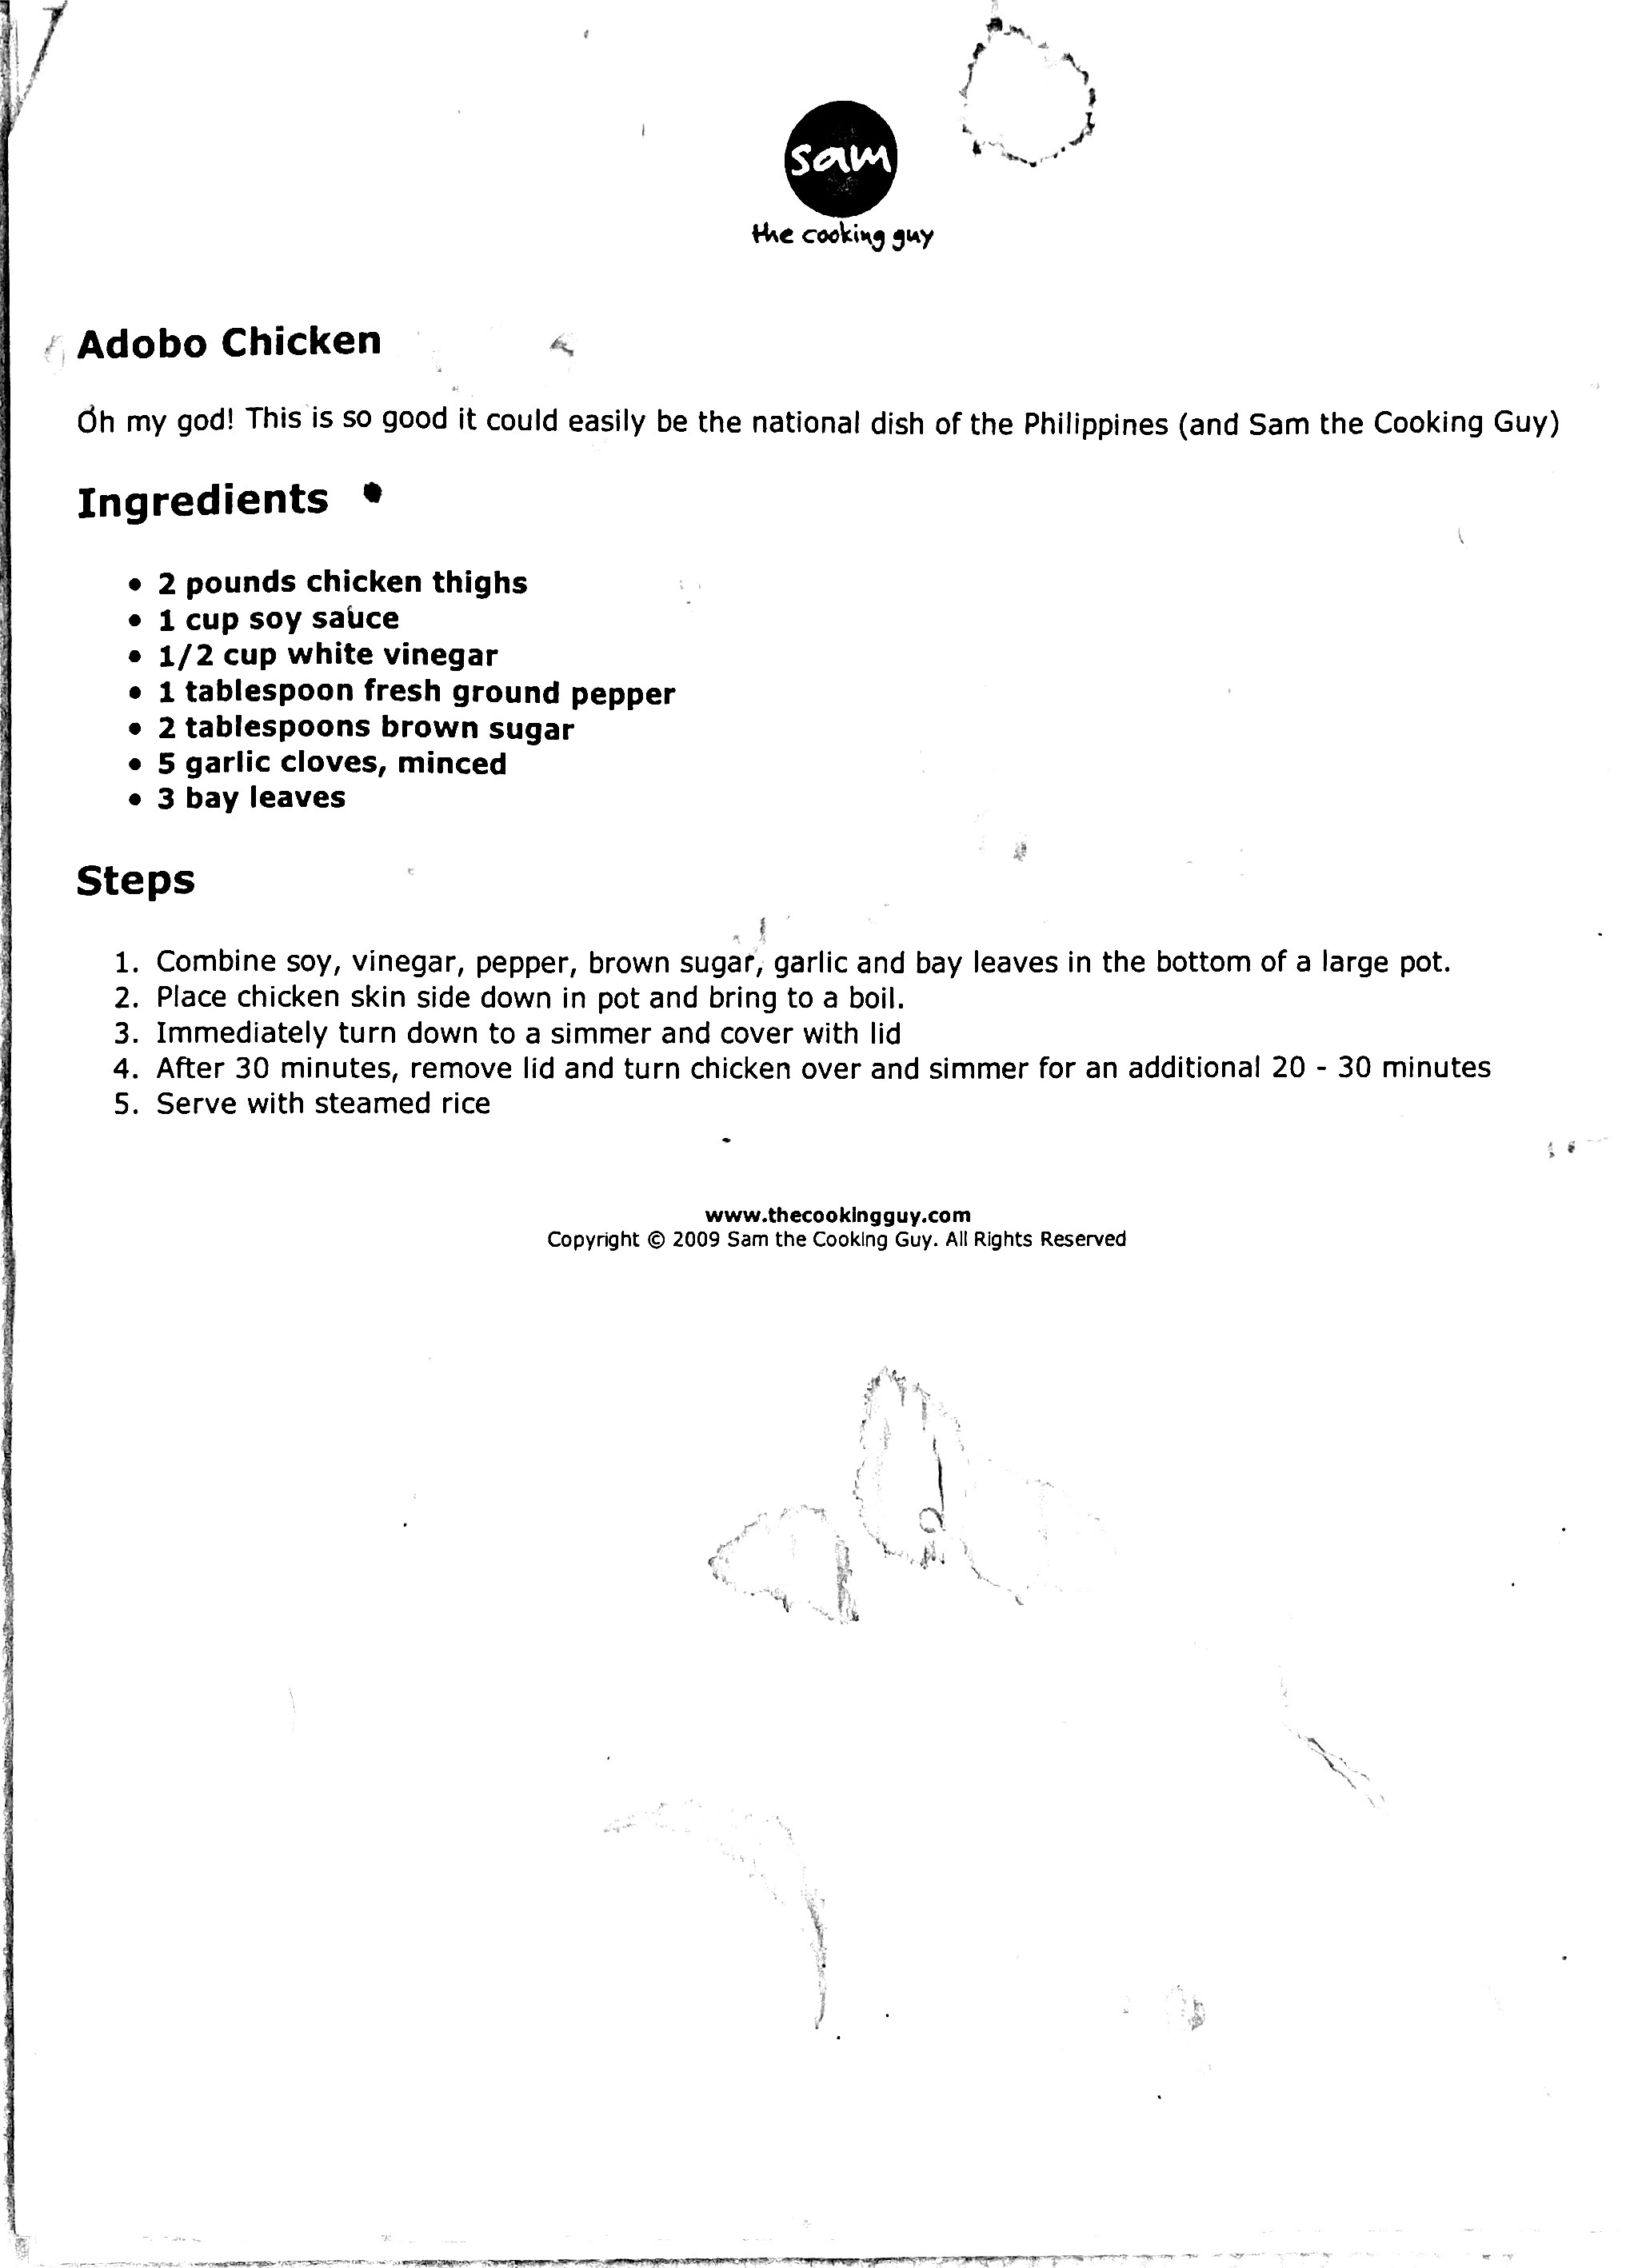 sam
the cooking guy
Adobo Chicken
Oh my god! This is so good it could easily be the national dish of the Philippines (and Sam the Cooking Guy)
Ingredients
• 2 pounds chicken thighs
• 1 cup soy sauce
• 1/2 cup white vinegar
• 1 tablespoon fresh ground pepper
• 2 tablespoons brown sugar
• 5 garlic cloves, minced
• 3 bay leaves
Steps
1. Combine soy, vinegar, pepper, brown sugar, garlic and bay leaves in the bottom of a large pot.
2. Place chicken skin side down in pot and bring to a boil.
3. Immediately turn down to a simmer and cover with lid
4. After 30 minutes, remove lid and turn chicken over and simmer for an additional 20 - 30 minutes
5. Serve with steamed rice
www.thecookingguy.com
Copyright © 2009 Sam the Cooking Guy. All Rights Reserved